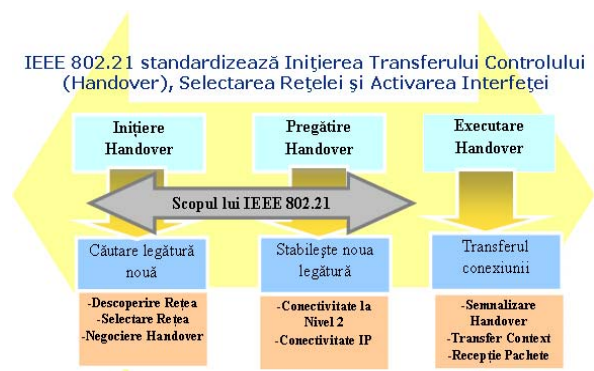 IEEE 802.21 standardizează Iniţierea Transferului Controlului
(Handover), Selectarea Reţelei şi Activarea Interfeţei
Iniţiere
Handover
Pregătire
Handover
Executare
Handover
Scopul lui IEEE 802.21
Căutare legătură
nouă
Stabileşte noua
legătură
Transferul
conexiunii
-Descoperire Reţea
-Selectare Reţea
-Negociere Handover
-Conectivitate la
Nivel 2
-Conectivitate IP
-Semnalizare
Handover
-Transfer Context
-Recepţie Pachete